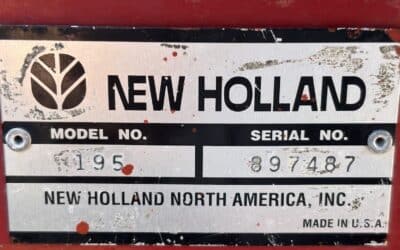 NEW HOLLAND
MODEL NO. SERIAL NO.
195 897487
NEW HOLLAND NORTH AMERICA, INC.
MADE IN U.S.A.